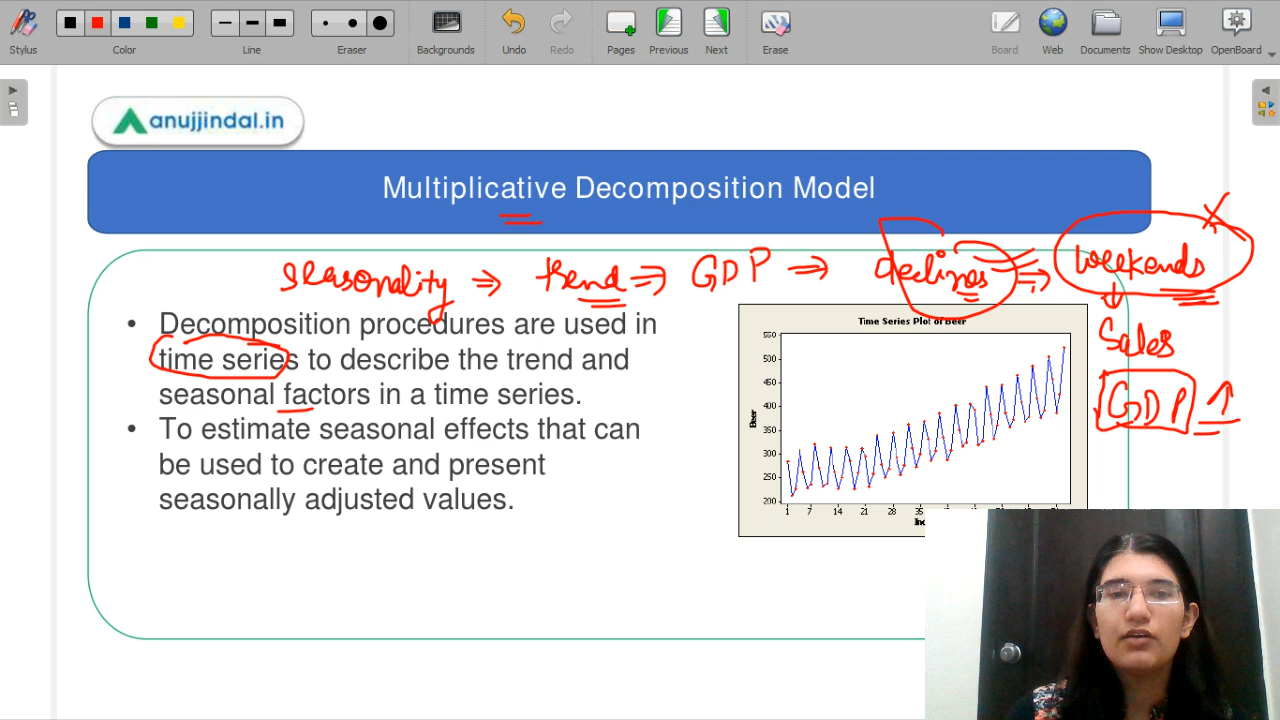 Stylus Color Line Eraser Backgrounds Undo Redo Pages Previous Next Erase Board Web Documents Show Desktop OpenBoard
anujjindal.in
Multiplicative Decomposition Model
Seasonality ⇒ trend ⇒ GDP ⇒ declines ⇒ weekends
Sales
GDP ↑
• Decomposition procedures are used in
time series to describe the trend and
seasonal factors in a time series.
• To estimate seasonal effects that can
be used to create and present
seasonally adjusted values.
Time Series Plot of Beer
550
500
450
400
350
300
250
200
Beer
1 7 14 21 28 35